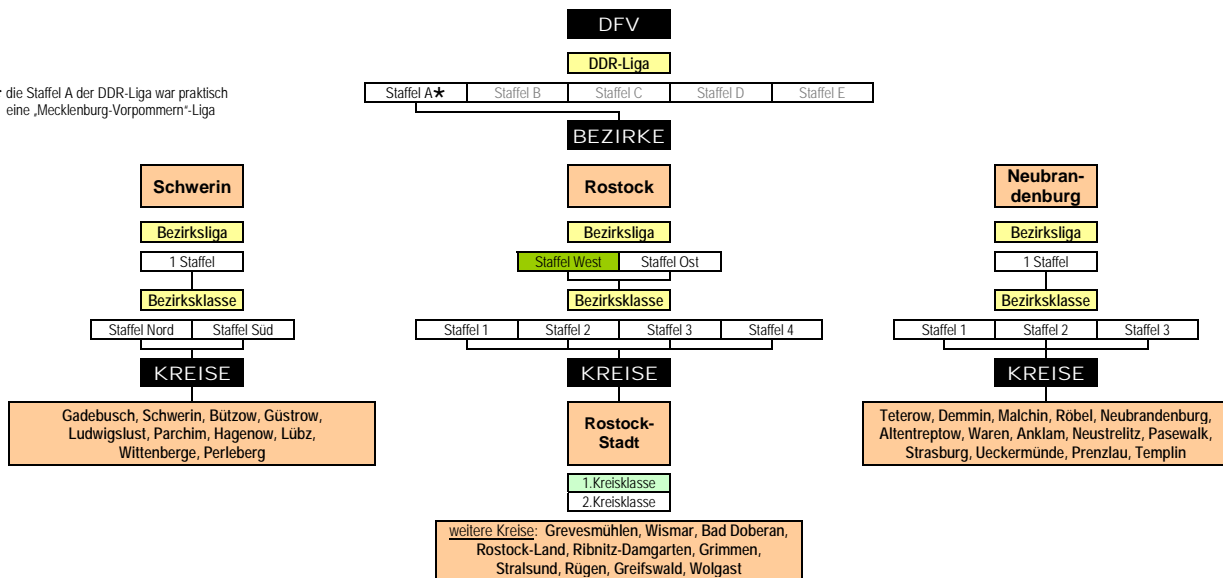 DFV
DDR-Liga
* die Staffel A der DDR-Liga war praktisch
eine „Mecklenburg-Vorpommern“-Liga
Staffel A* Staffel B Staffel C Staffel D Staffel E
BEZIRKE
Schwerin
Rostock
Neubran-
denburg
Bezirksliga
Bezirksliga
Bezirksliga
1 Staffel
Staffel West Staffel Ost
1 Staffel
Bezirksklasse
Bezirksklasse
Bezirksklasse
Staffel Nord Staffel Süd
Staffel 1 Staffel 2 Staffel 3 Staffel 4
Staffel 1 Staffel 2 Staffel 3
KREISE
KREISE
KREISE
Gadebusch, Schwerin, Bützow, Güstrow,
Ludwigslust, Parchim, Hagenow, Lübz,
Wittenberge, Perleberg
Rostock-
Stadt
Teterow, Demmin, Malchin, Röbel, Neubrandenburg,
Altentreptow, Waren, Anklam, Neustrelitz, Pasewalk,
Strasburg, Ueckermünde, Prenzlau, Templin
1.Kreisklasse
2.Kreisklasse
weitere Kreise: Grevesmühlen, Wismar, Bad Doberan,
Rostock-Land, Ribnitz-Damgarten, Grimmen,
Stralsund, Rügen, Greifswald, Wolgast